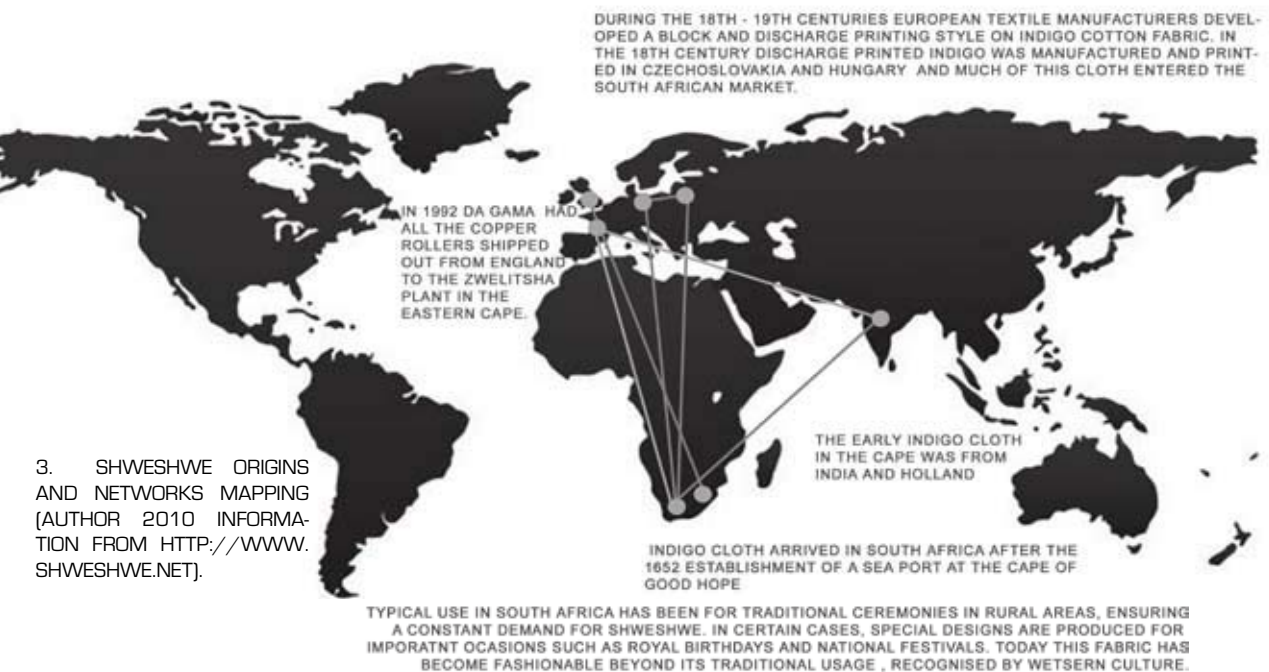 DURING THE 18TH - 19TH CENTURIES EUROPEAN TEXTILE MANUFACTURERS DEVEL-
OPED A BLOCK AND DISCHARGE PRINTING STYLE ON INDIGO COTTON FABRIC. IN
THE 18TH CENTURY DISCHARGE PRINTED INDIGO WAS MANUFACTURED AND PRINT-
ED IN CZECHOSLOVAKIA AND HUNGARY AND MUCH OF THIS CLOTH ENTERED THE
SOUTH AFRICAN MARKET.
IN 1992 DA GAMA HAD
ALL THE COPPER
ROLLERS SHIPPED
OUT FROM ENGLAND
TO THE ZWELITSHA
PLANT IN THE
EASTERN CAPE.
THE EARLY INDIGO CLOTH
IN THE CAPE WAS FROM
INDIA AND HOLLAND
3. SHWESHWE ORIGINS
AND NETWORKS MAPPING
(AUTHOR 2010 INFORMA-
TION FROM HTTP://WWW.
SHWESHWE.NET).
INDIGO CLOTH ARRIVED IN SOUTH AFRICA AFTER THE
1652 ESTABLISHMENT OF A SEA PORT AT THE CAPE OF
GOOD HOPE
TYPICAL USE IN SOUTH AFRICA HAS BEEN FOR TRADITIONAL CEREMONIES IN RURAL AREAS, ENSURING
A CONSTANT DEMAND FOR SHWESHWE. IN CERTAIN CASES, SPECIAL DESIGNS ARE PRODUCED FOR
IMPORATNT OCASIONS SUCH AS ROYAL BIRTHDAYS AND NATIONAL FESTIVALS. TODAY THIS FABRIC HAS
BECOME FASHIONABLE BEYOND ITS TRADITIONAL USAGE , RECOGNISED BY WETSERN CULTURE.